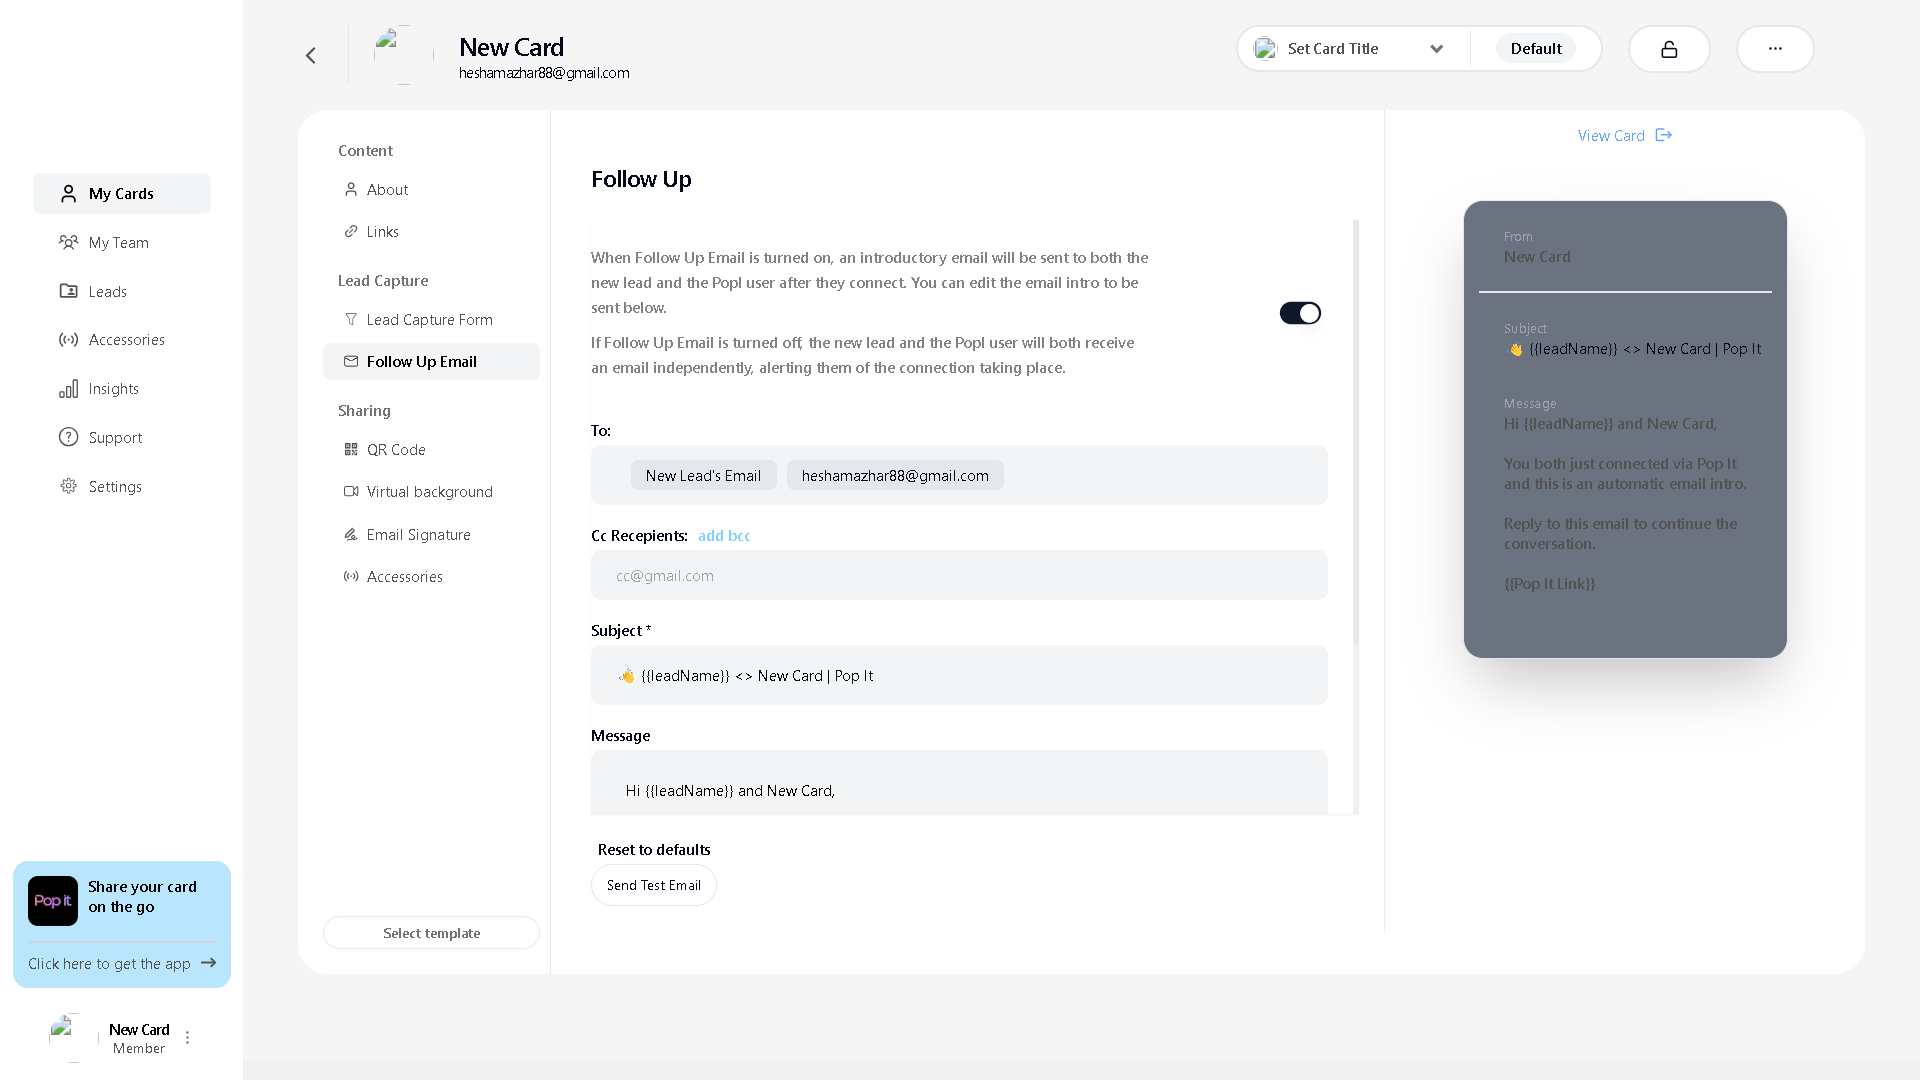 New Card
heshamazhar88@gmail.com
Set Card Title
Default
My Cards
My Team
Leads
Accessories
Insights
Support
Settings
Pop it
Share your card
on the go
Click here to get the app
New Card
Member
Content
About
Links
Lead Capture
Lead Capture Form
Follow Up Email
Sharing
QR Code
Virtual background
Email Signature
Accessories
Select template
Follow Up
When Follow Up Email is turned on, an introductory email will be sent to both the
new lead and the Popl user after they connect. You can edit the email intro to be
sent below.
If Follow Up Email is turned off, the new lead and the Popl user will both receive
an email independently, alerting them of the connection taking place.
To:
New Lead's Email
heshamazhar88@gmail.com
Cc Recepients: add bcc
cc@gmail.com
Subject *
👋 {{leadName}} <> New Card | Pop It
Message
Hi {{leadName}} and New Card,
Reset to defaults
Send Test Email
View Card
From
New Card
Subject
👋 {{leadName}} <> New Card | Pop It
Message
Hi {{leadName}} and New Card,
You both just connected via Pop It
and this is an automatic email intro.
Reply to this email to continue the
conversation.
{{Pop It Link}}